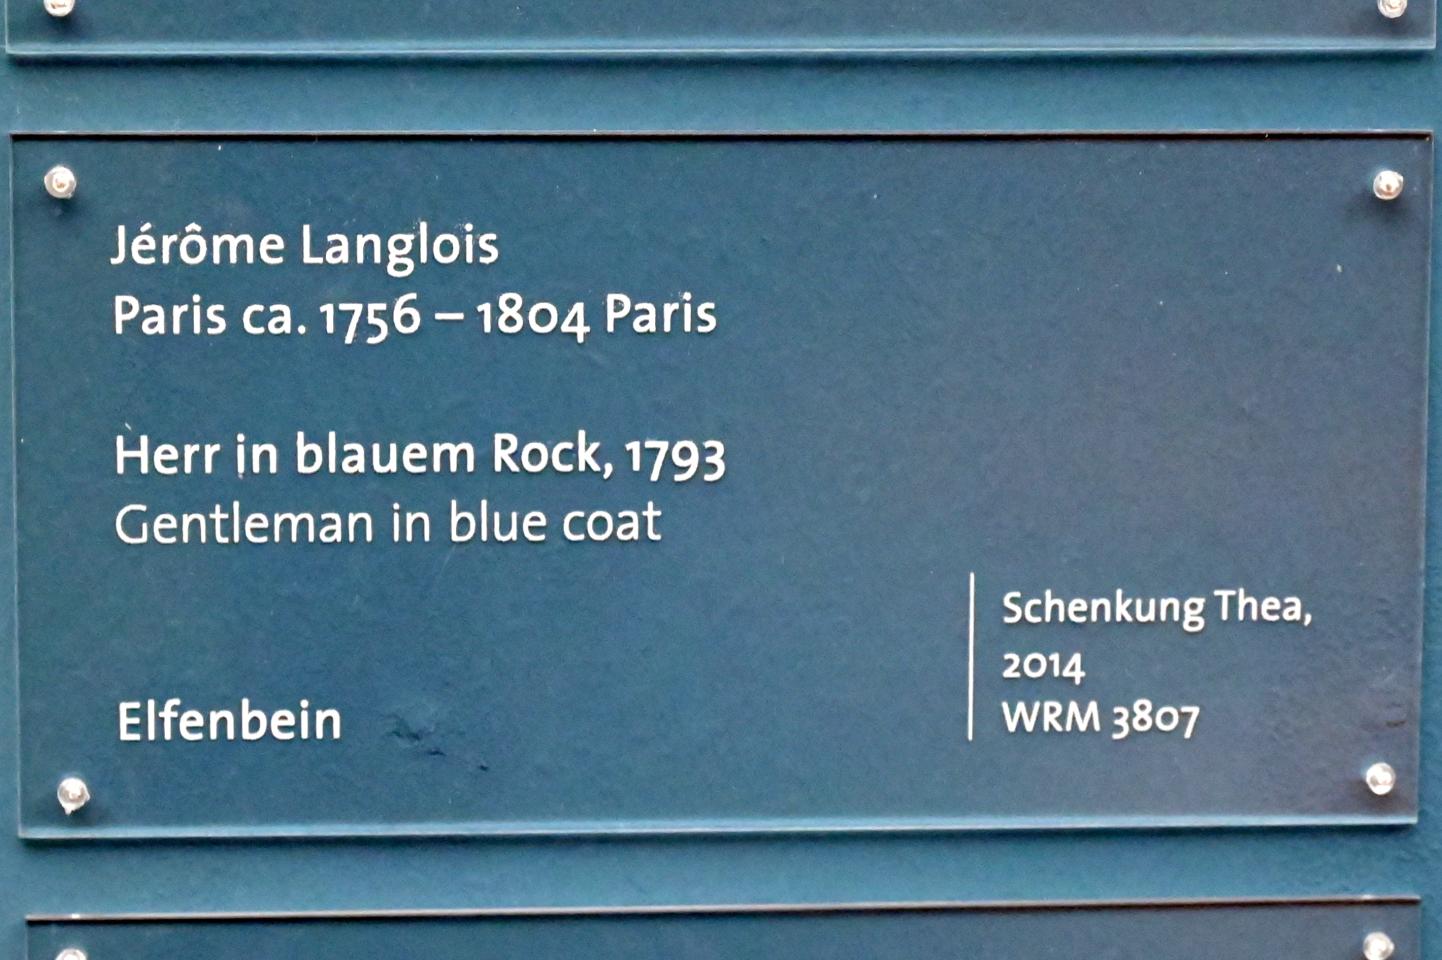 Jérôme Langlois
Paris ca. 1756 – 1804 Paris
Herr in blauem Rock, 1793
Gentleman in blue coat
Elfenbein
Schenkung Thea,
2014
WRM 3807